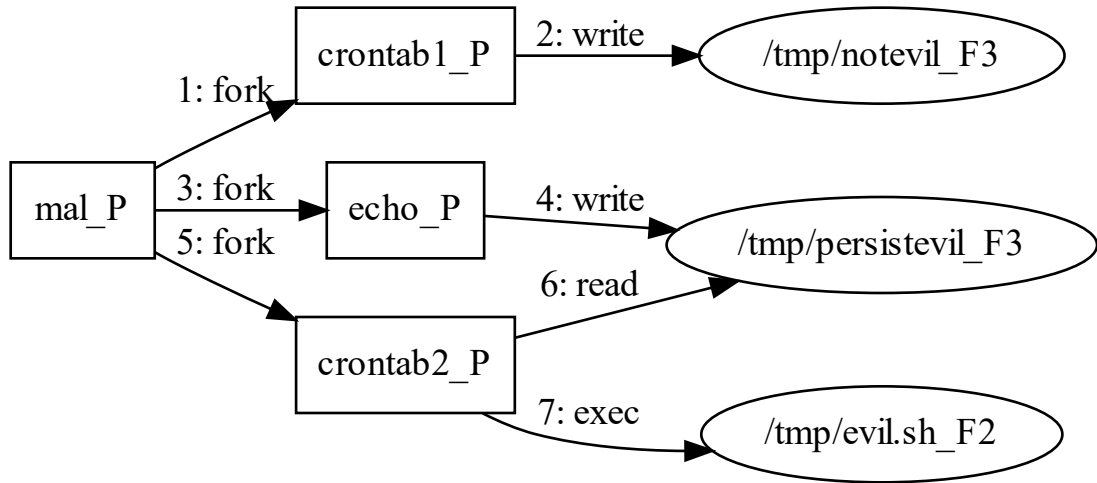 crontab1_P
2: write
/tmp/notevil_F3
1: fork
mal_P
3: fork
echo_P
4: write
/tmp/persistevil_F3
5: fork
6: read
crontab2_P
7: exec
/tmp/evil.sh_F2